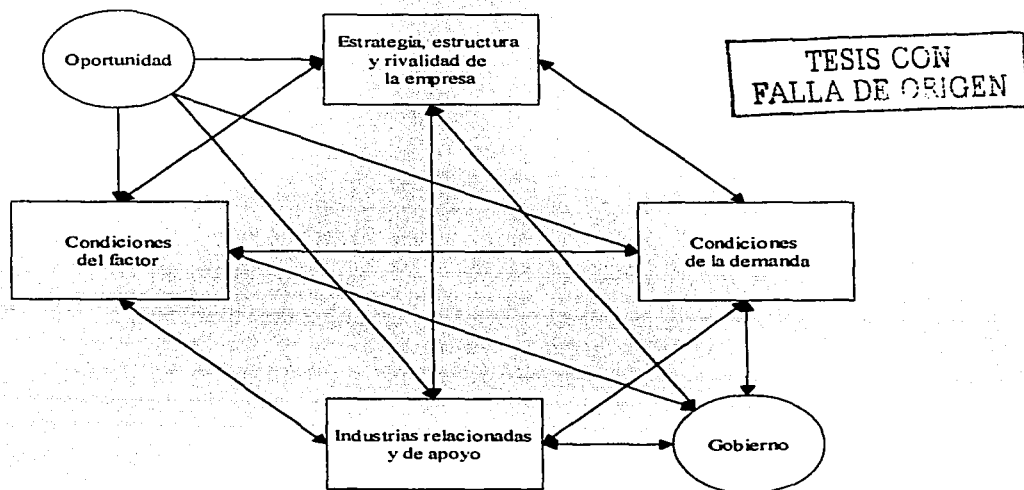 Oportunidad
Estrategia, estructura
y rivalidad de
la empresa
TESIS CON
FALLA DE ORIGEN
Condiciones
del factor
Condiciones
de la demanda
Industrias relacionadas
y de apoyo
Gobierno